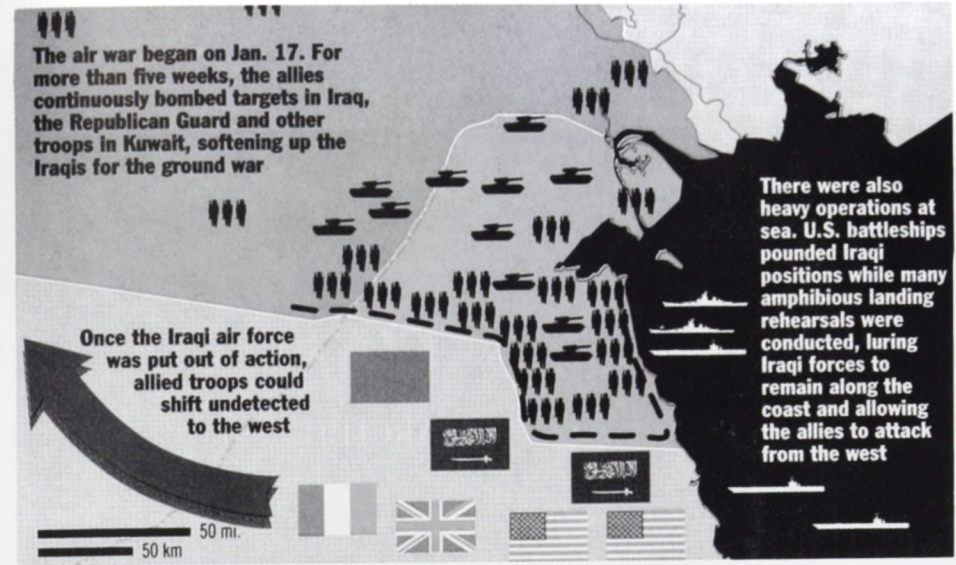 The air war began on Jan. 17. For
more than five weeks, the allies
continuously bombed targets in Iraq,
the Republican Guard and other
troops in Kuwait, softening up the
Iraqis for the ground war
There were also
heavy operations at
sea. U.S. battleships
pounded Iraqi
positions while many
amphibious landing
rehearsals were
conducted, luring
Iraqi forces to
remain along the
coast and allowing
the allies to attack
from the west
Once the Iraqi air force
was put out of action,
allied troops could
shift undetected
to the west
50 mi.
50 km